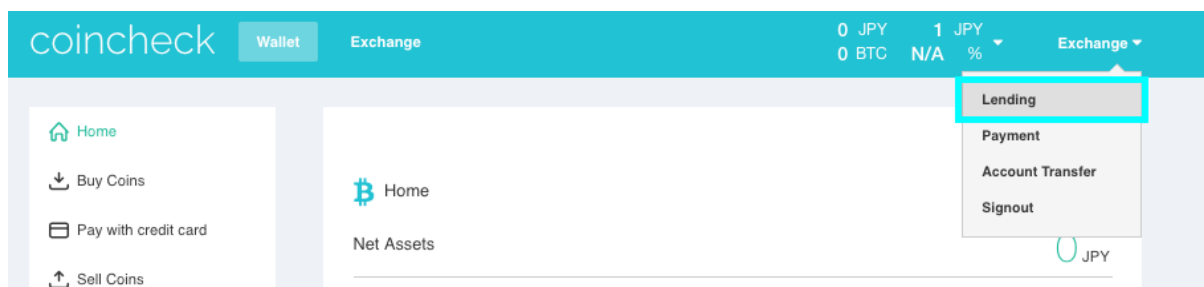 coincheck Wallet Exchange 0 JPY 1 JPY Exchange
0 BTC N/A %
Lending
Payment
Account Transfer
Signout
Home
Buy Coins
Pay with credit card
Sell Coins
Home
Net Assets 0 JPY